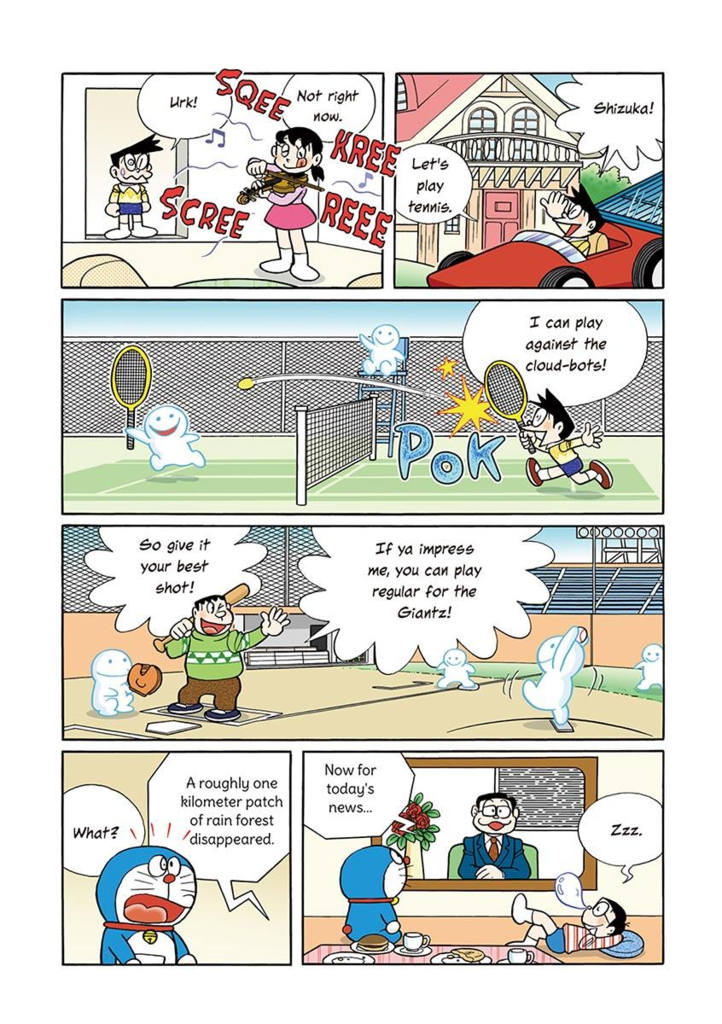 Shizuka!
Let's
play
tennis.
Not right
now.
SQEE
KREE
REEE
SCREE
Urk!
I can play
against the
cloud-bots!
POK
If ya impress
me, you can play
regular for the
Giantz!
So give it
your best
shot!
Zzz.
Now for
today's
news...
A roughly one
kilometer patch
of rain forest
disappeared.
What?